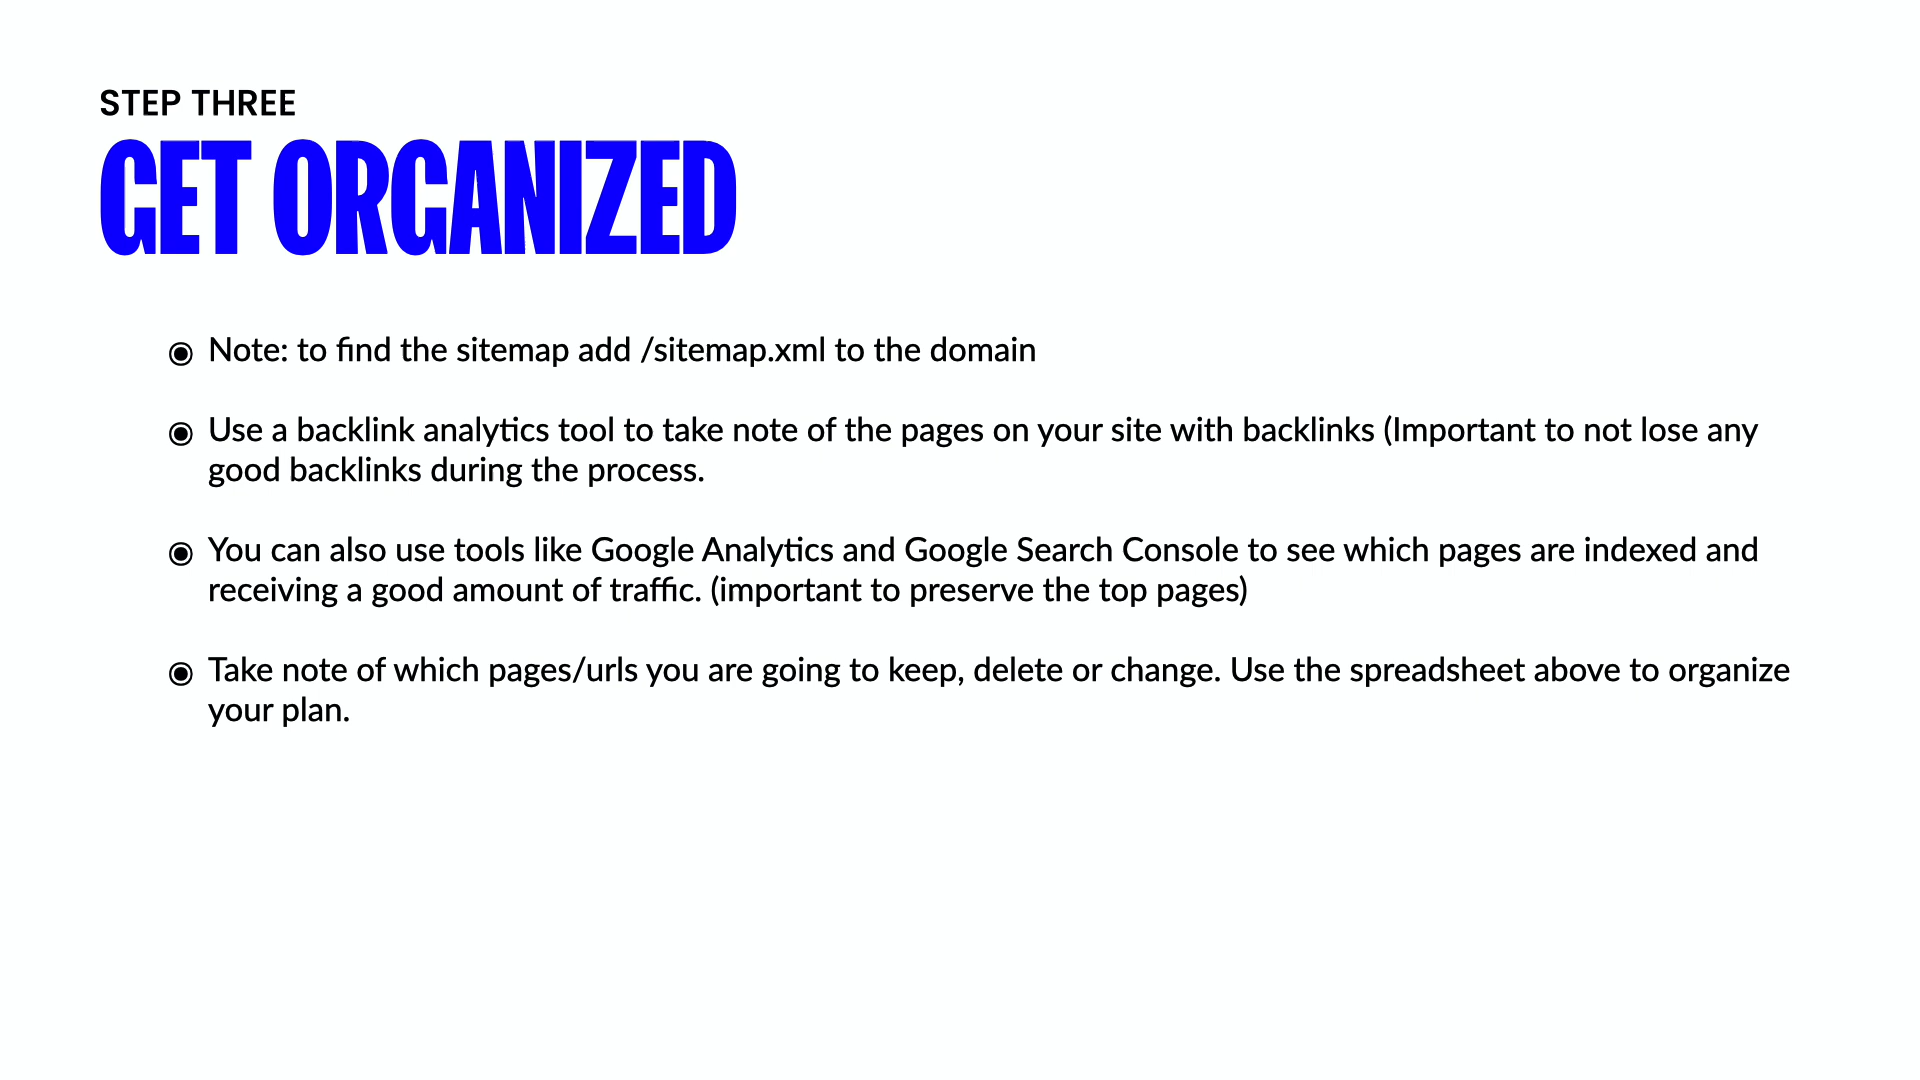 STEP THREE
GET ORGANIZED
◉ Note: to find the sitemap add /sitemap.xml to the domain
◉ Use a backlink analytics tool to take note of the pages on your site with backlinks (Important to not lose any
good backlinks during the process.
◉ You can also use tools like Google Analytics and Google Search Console to see which pages are indexed and
receiving a good amount of traffic. (important to preserve the top pages)
◉ Take note of which pages/urls you are going to keep, delete or change. Use the spreadsheet above to organize
your plan.